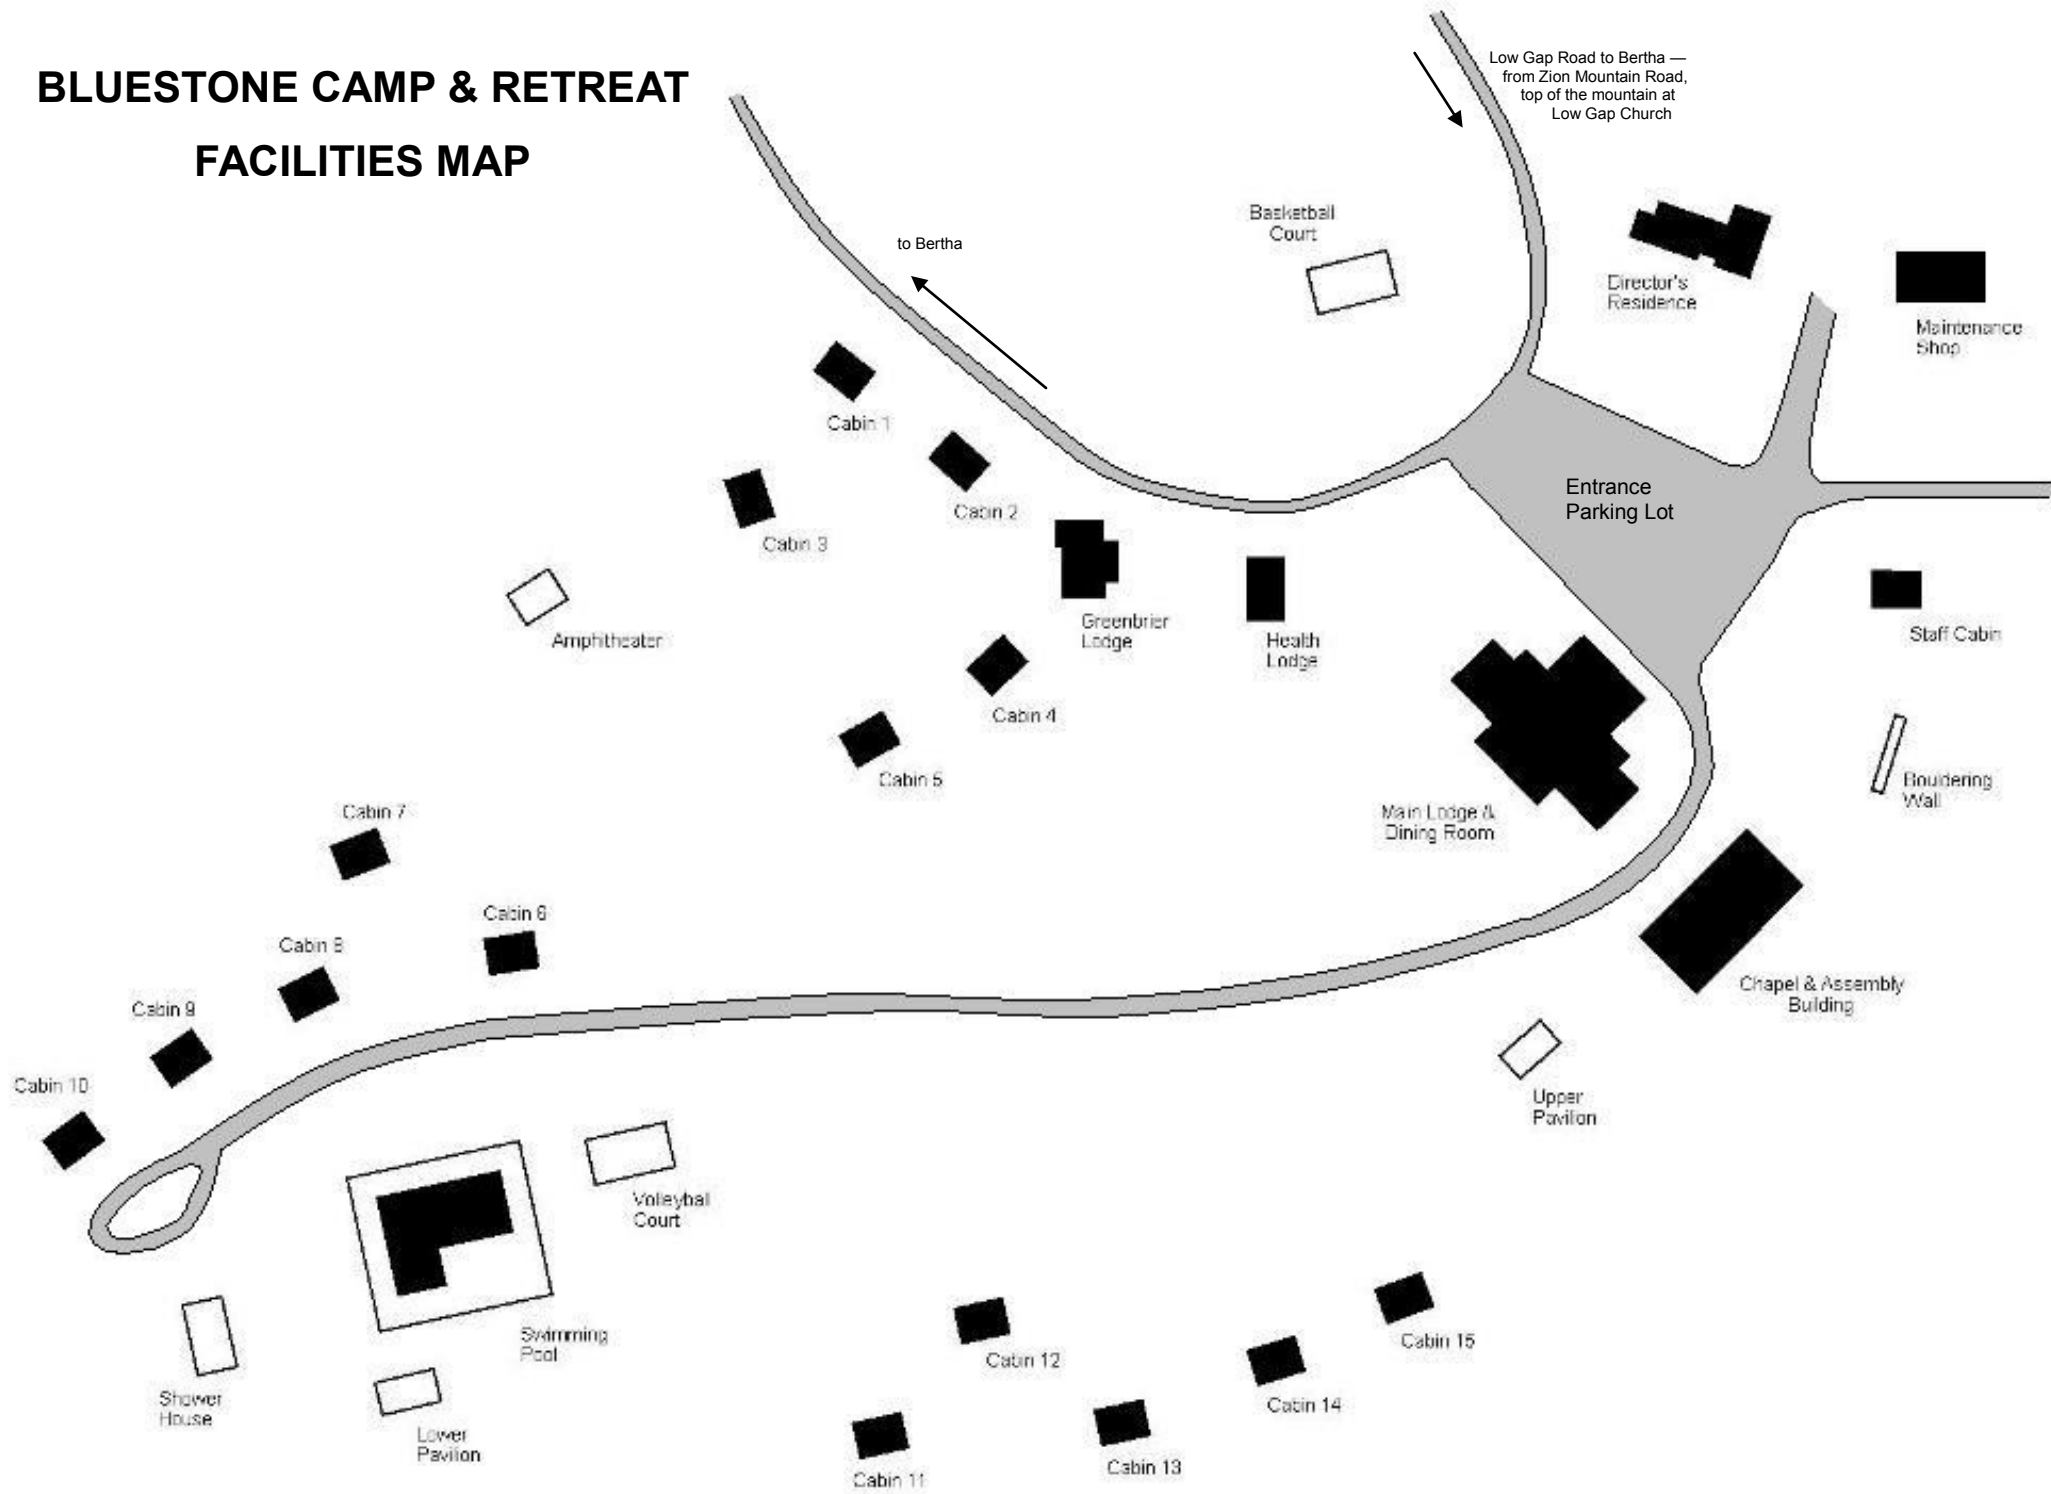 BLUESTONE CAMP & RETREAT
FACILITIES MAP
Low Gap Road to Bertha —
from Zion Mountain Road,
top of the mountain at
Low Gap Church
to Bertha
Basketball
Court
Director's
Residence
Maintenance
Shop
Cabin 1
Cabin 2
Cabin 3
Entrance
Parking Lot
Amphitheater
Greenbrier
Lodge
Health
Lodge
Staff Cabin
Cabin 4
Cabin 5
Main Lodge &
Dining Room
Bouldering
Wall
Cabin 7
Cabin 6
Cabin 8
Cabin 9
Cabin 10
Chapel & Assembly
Building
Upper
Pavilion
Volleyball
Court
Swimming
Pool
Shower
House
Lower
Pavilion
Cabin 12
Cabin 15
Cabin 14
Cabin 11
Cabin 13